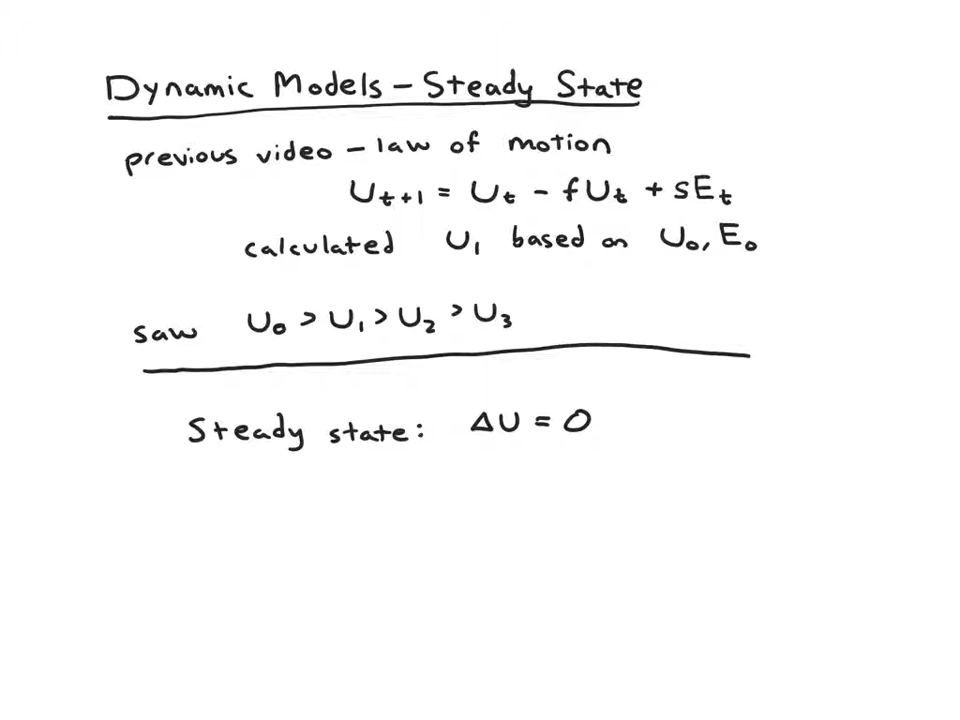 Dynamic Models – Steady State
previous video – law of motion
Uₜ₊₁ = Uₜ – fUₜ + sEₜ
calculated U₁ based on U₀, E₀
saw U₀ > U₁ > U₂ > U₃
Steady state: ΔU = 0